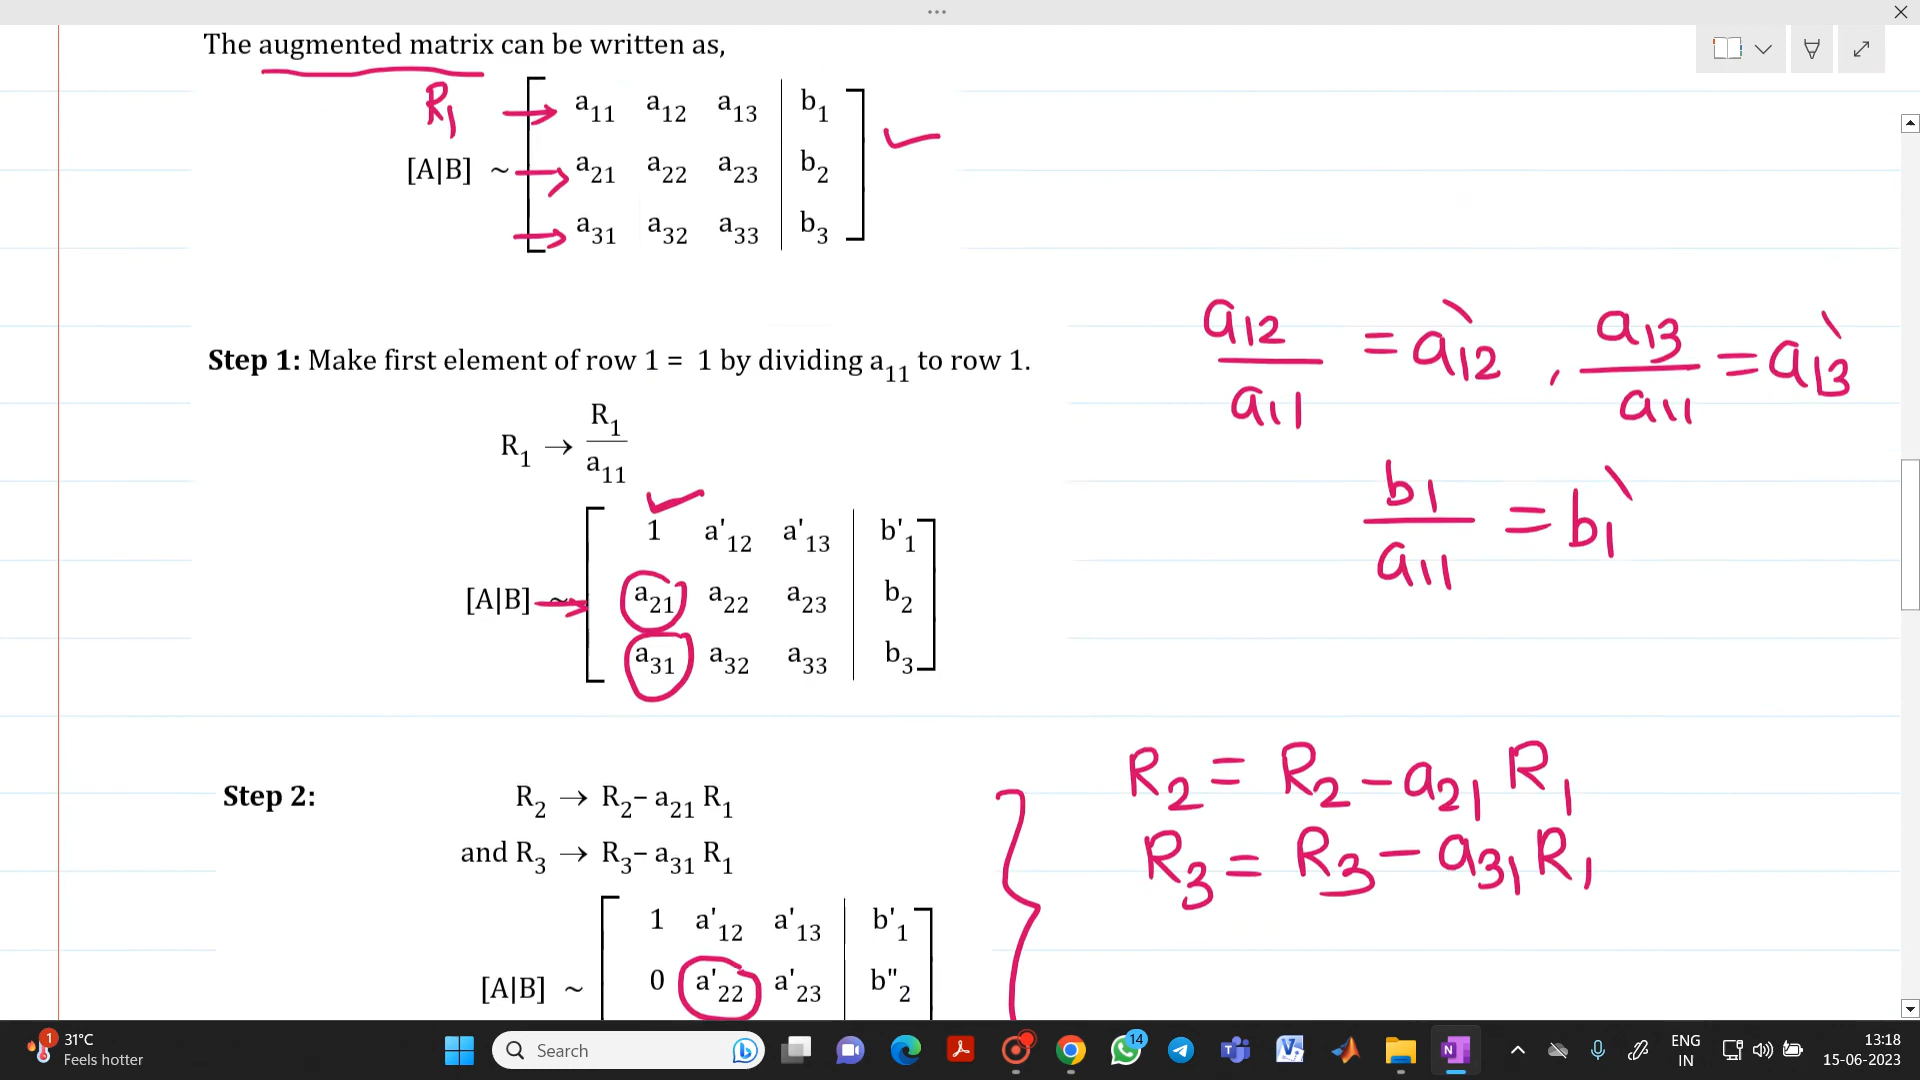 The augmented matrix can be written as,
R1
a11 a12 a13 b1
[A|B] ~ a21 a22 a23 b2
a31 a32 a33 b3
a12/a11 = a`12 , a13/a11 = a`13
Step 1: Make first element of row 1 = 1 by dividing a11 to row 1.
R1 → R1/a11
b1/a11 = b1`
1 a'12 a'13 b'1
[A|B] ~ a21 a22 a23 b2
a31 a32 a33 b3
R2 = R2 – a21 R1
Step 2: R2 → R2– a21 R1
R3 = R3 – a31 R1
and R3 → R3– a31 R1
1 a'12 a'13 b'1
[A|B] ~ 0 a'22 a'23 b"2
1 31°C
Feels hotter
Search
14
ENG
IN
13:18
15-06-2023